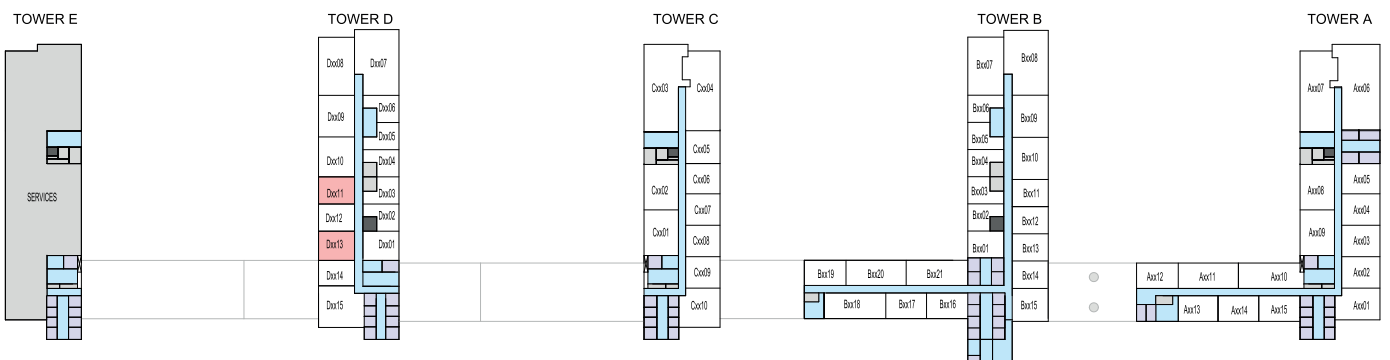 TOWER E
TOWER D
TOWER C
TOWER B
TOWER A
SERVICES
Dxx08
Dxx07
Dxx09
Dxx06
Dxx05
Dxx10
Dxx04
Dxx11
Dxx03
Dxx12
Dxx02
Dxx13
Dxx01
Dxx14
Dxx15
Cxx03
Cxx04
Cxx05
Cxx02
Cxx06
Cxx07
Cxx01
Cxx08
Cxx09
Cxx10
Bxx07
Bxx08
Bxx06
Bxx09
Bxx05
Bxx04
Bxx10
Bxx03
Bxx11
Bxx02
Bxx12
Bxx01
Bxx13
Bxx19
Bxx20
Bxx21
Bxx14
Bxx18
Bxx17
Bxx16
Bxx15
Axx07
Axx06
Axx08
Axx05
Axx04
Axx09
Axx03
Axx12
Axx11
Axx10
Axx02
Axx13
Axx14
Axx15
Axx01